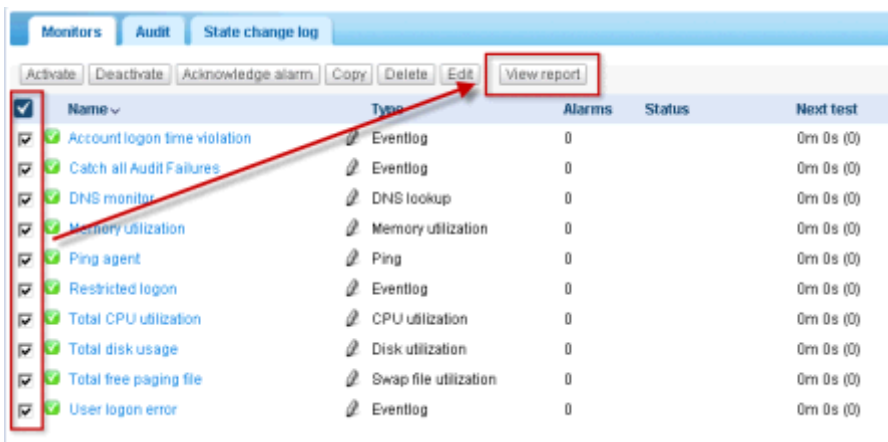 Monitors Audit State change log
Activate Deactivate Acknowledge alarm Copy Delete Edit View report
Name Type Alarms Status Next test
Account logon time violation Eventlog 0 0m 0s (0)
Catch all Audit Failures Eventlog 0 0m 0s (0)
DNS monitor DNS lookup 0 0m 0s (0)
Memory utilization Memory utilization 0 0m 0s (0)
Ping agent Ping 0 0m 0s (0)
Restricted logon Eventlog 0 0m 0s (0)
Total CPU utilization CPU utilization 0 0m 0s (0)
Total disk usage Disk utilization 0 0m 0s (0)
Total free paging file Swap file utilization 0 0m 0s (0)
User logon error Eventlog 0 0m 0s (0)